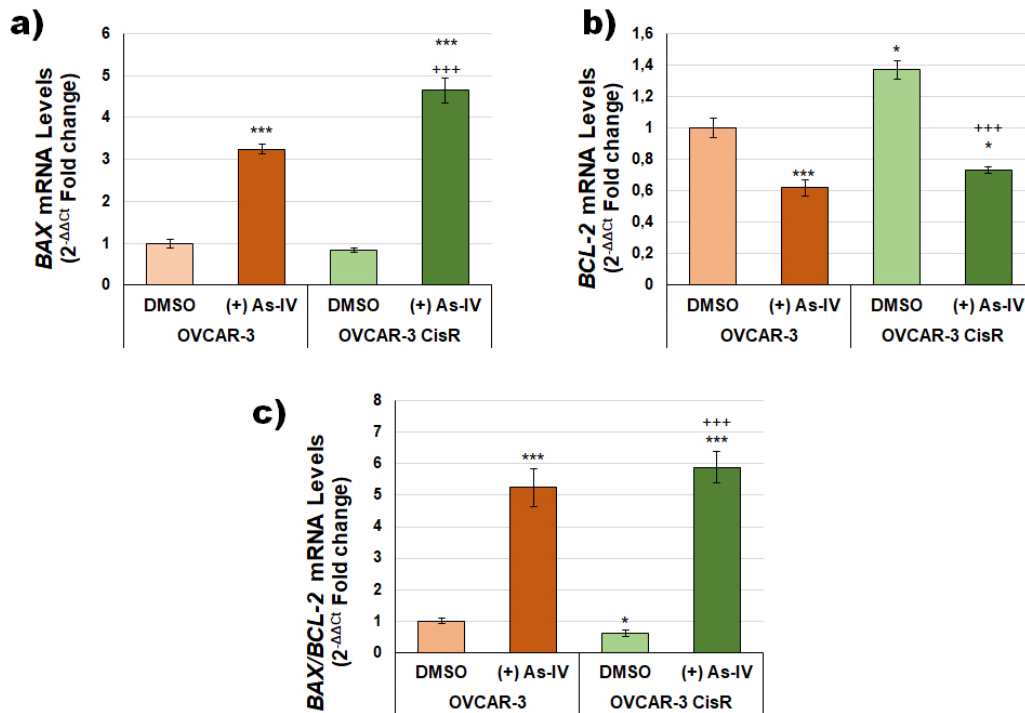 a)
BAX mRNA Levels
(2-ΔΔCt Fold change)
6
5
4
3
2
1
0
***
***
+++
DMSO (+) As-IV DMSO (+) As-IV
OVCAR-3 OVCAR-3 CisR
b)
BCL-2 mRNA Levels
(2-ΔΔCt Fold change)
1,6
1,4
1,2
1
0,8
0,6
0,4
0,2
0
***
*
+++
*
DMSO (+) As-IV DMSO (+) As-IV
OVCAR-3 OVCAR-3 CisR
c)
BAX/BCL-2 mRNA Levels
(2-ΔΔCt Fold change)
8
7
6
5
4
3
2
1
0
***
*
+++
***
DMSO (+) As-IV DMSO (+) As-IV
OVCAR-3 OVCAR-3 CisR